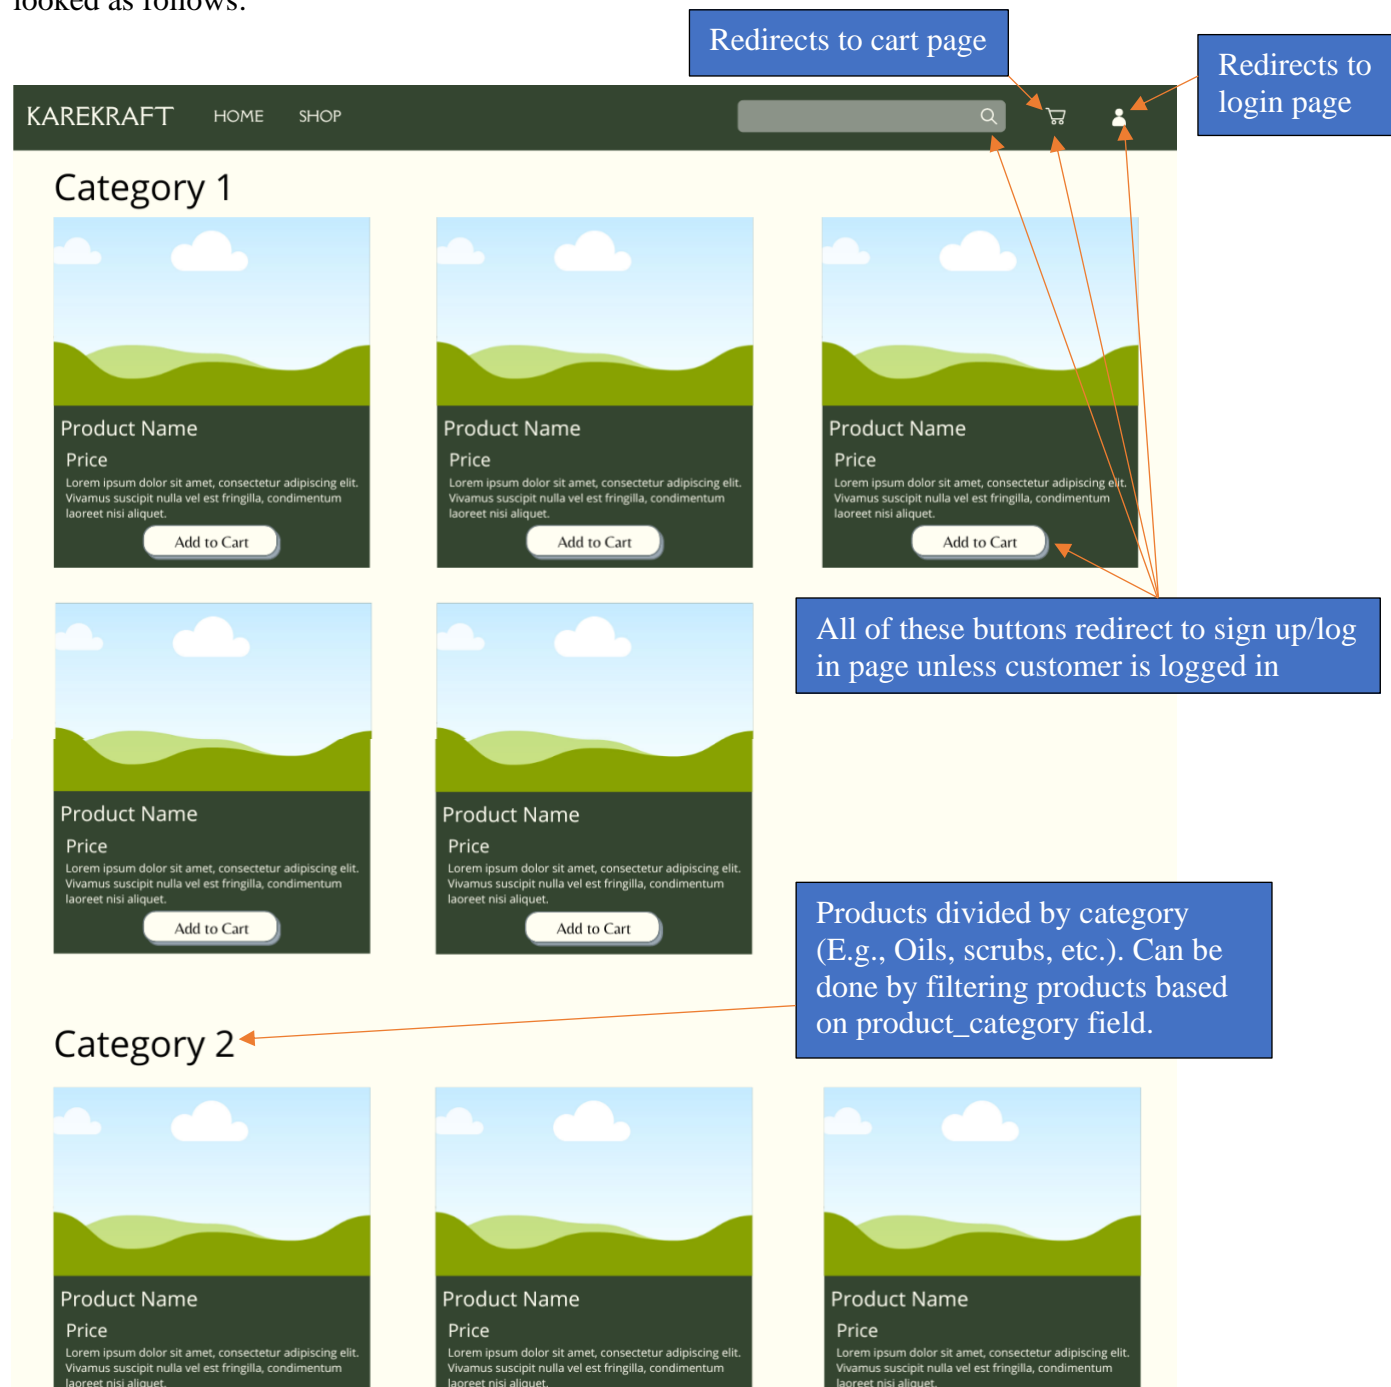 looked as follows:
Redirects to cart page
Redirects to
login page
KAREKRAFT HOME SHOP
Category 1
Product Name
Price
Lorem ipsum dolor sit amet, consectetur adipiscing elit.
Vivamus suscipit nulla vel est fringilla, condimentum
laoreet nisi aliquet.
Add to Cart
Product Name
Price
Lorem ipsum dolor sit amet, consectetur adipiscing elit.
Vivamus suscipit nulla vel est fringilla, condimentum
laoreet nisi aliquet.
Add to Cart
Product Name
Price
Lorem ipsum dolor sit amet, consectetur adipiscing elit.
Vivamus suscipit nulla vel est fringilla, condimentum
laoreet nisi aliquet.
Add to Cart
All of these buttons redirect to sign up/log
in page unless customer is logged in
Product Name
Price
Lorem ipsum dolor sit amet, consectetur adipiscing elit.
Vivamus suscipit nulla vel est fringilla, condimentum
laoreet nisi aliquet.
Add to Cart
Product Name
Price
Lorem ipsum dolor sit amet, consectetur adipiscing elit.
Vivamus suscipit nulla vel est fringilla, condimentum
laoreet nisi aliquet.
Add to Cart
Products divided by category
(E.g., Oils, scrubs, etc.). Can be
done by filtering products based
on product_category field.
Category 2
Product Name
Price
Lorem ipsum dolor sit amet, consectetur adipiscing elit.
Vivamus suscipit nulla vel est fringilla, condimentum
laoreet nisi aliquet.
Product Name
Price
Lorem ipsum dolor sit amet, consectetur adipiscing elit.
Vivamus suscipit nulla vel est fringilla, condimentum
laoreet nisi aliquet.
Product Name
Price
Lorem ipsum dolor sit amet, consectetur adipiscing elit.
Vivamus suscipit nulla vel est fringilla, condimentum
laoreet nisi aliquet.